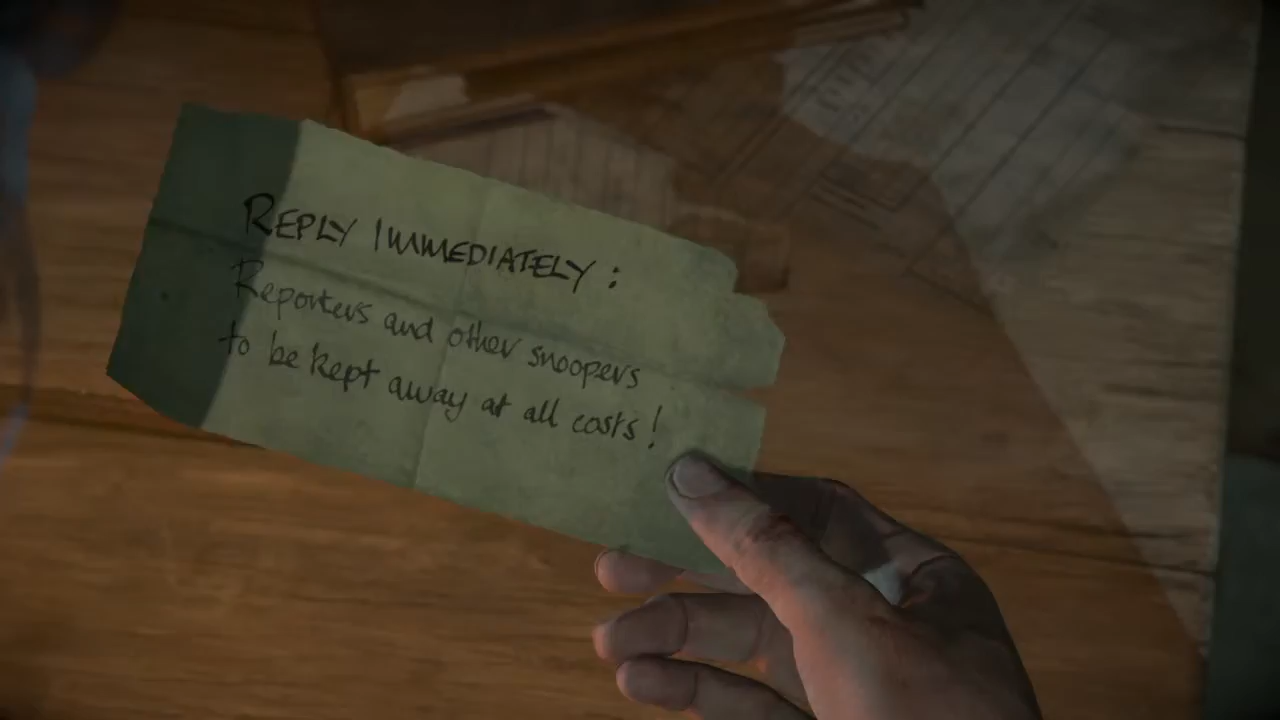 REPLY IMMEDIATELY :
Reporters and other snoopers
to be kept away at all costs !